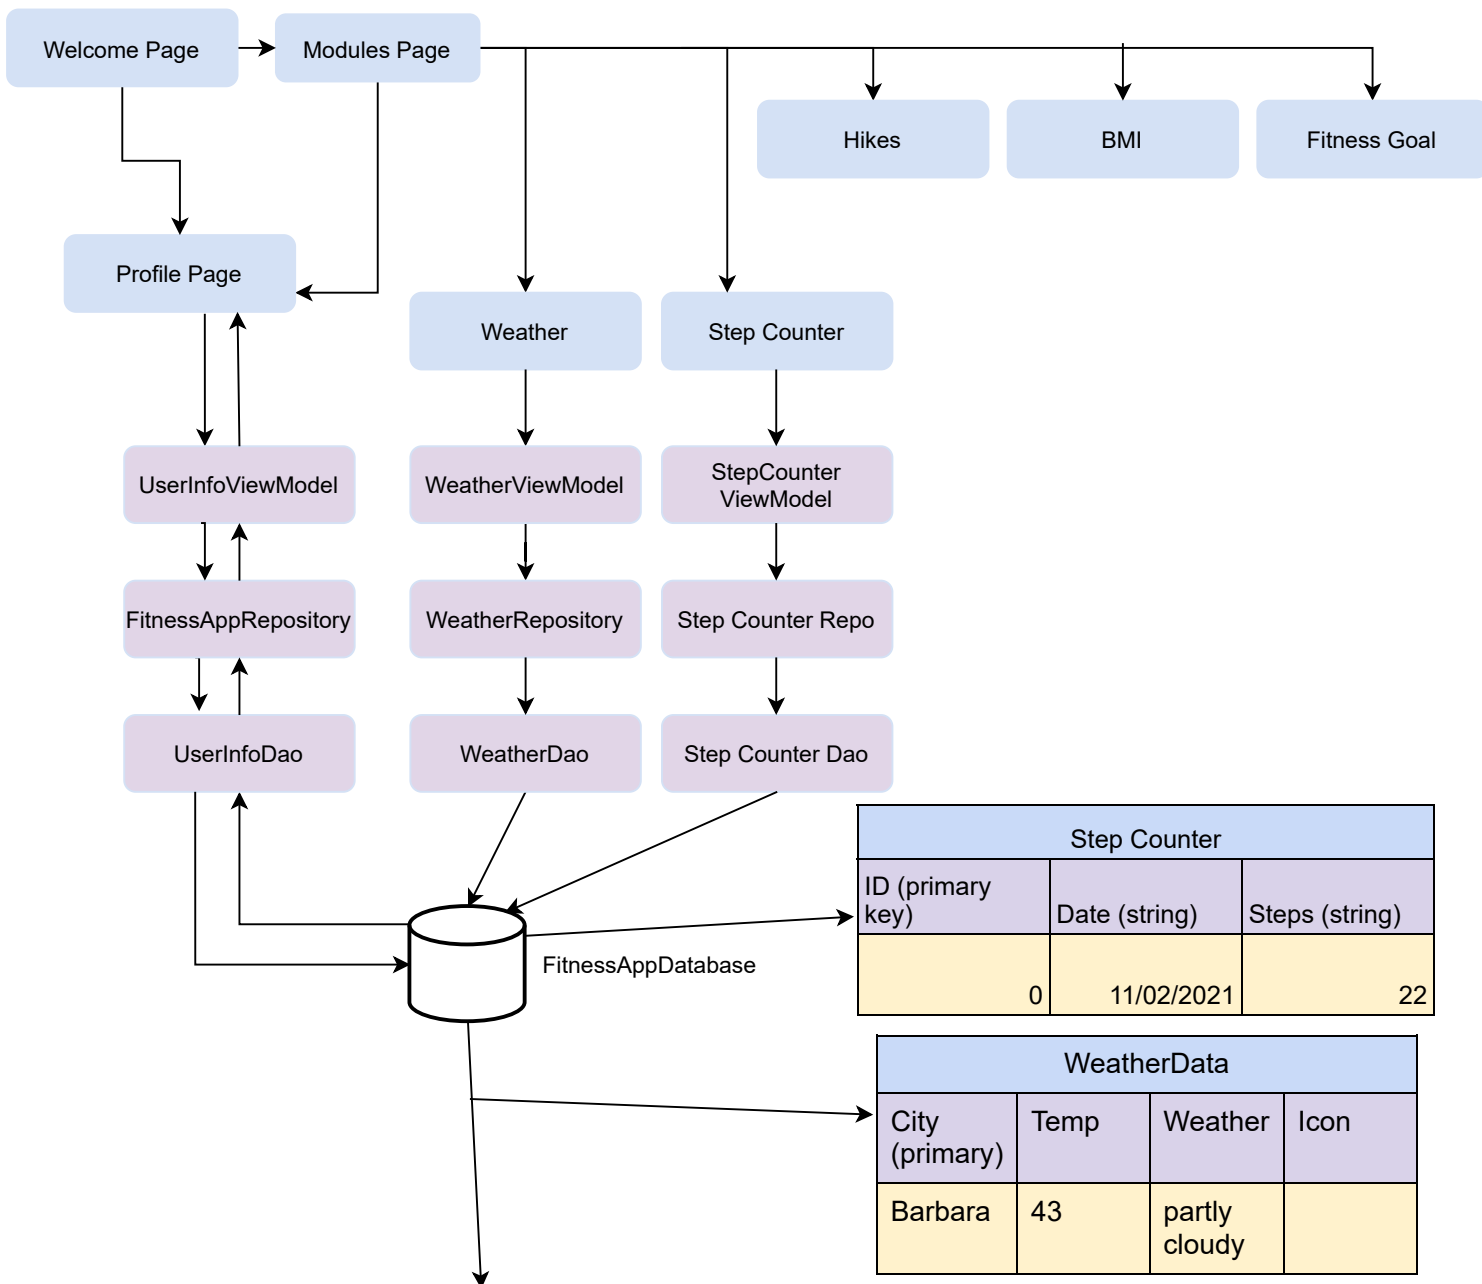 Welcome Page
Modules Page
Hikes
BMI
Fitness Goal
Profile Page
Weather
Step Counter
UserInfoViewModel
WeatherViewModel
StepCounter
ViewModel
FitnessAppRepository
WeatherRepository
Step Counter Repo
UserInfoDao
WeatherDao
Step Counter Dao
FitnessAppDatabase
Step Counter
ID (primary
key)
Date (string)
Steps (string)
0
11/02/2021
22
WeatherData
City
(primary)
Temp
Weather
Icon
Barbara
43
partly
cloudy